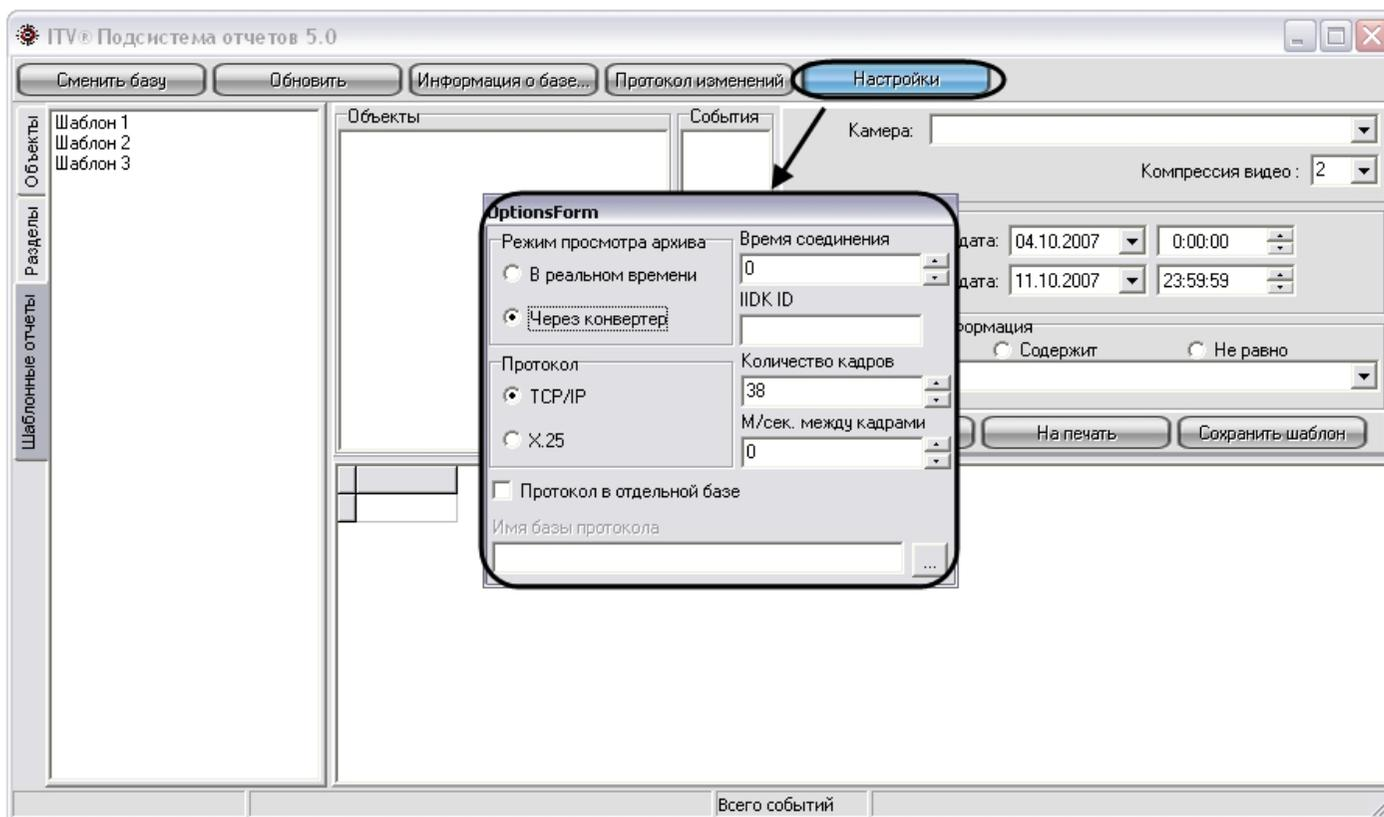 ITV® Подсистема отчетов 5.0
Сменить базу
Обновить
Информация о базе...
Протокол изменений
Настройки
Объекты
Разделы
Шаблонные отчеты
Шаблон 1
Шаблон 2
Шаблон 3
Объекты
События
Камера:
Компрессия видео : 2
дата: 04.10.2007 0:00:00
дата: 11.10.2007 23:59:59
Содержит
Не равно
На печать
Сохранить шаблон
OptionsForm
Режим просмотра архива
В реальном времени
Через конвертер
Протокол
TCP/IP
X.25
Время соединения
0
IIDK ID
Количество кадров
38
М/сек. между кадрами
0
Протокол в отдельной базе
Имя базы протокола
...
Всего событий